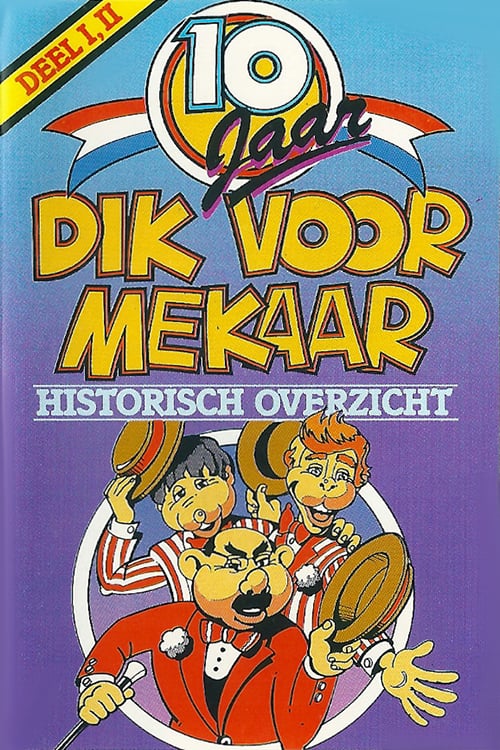 DEEL I, II
10
Jaar
DIK VOOR
MEKAAR
HISTORISCH OVERZICHT